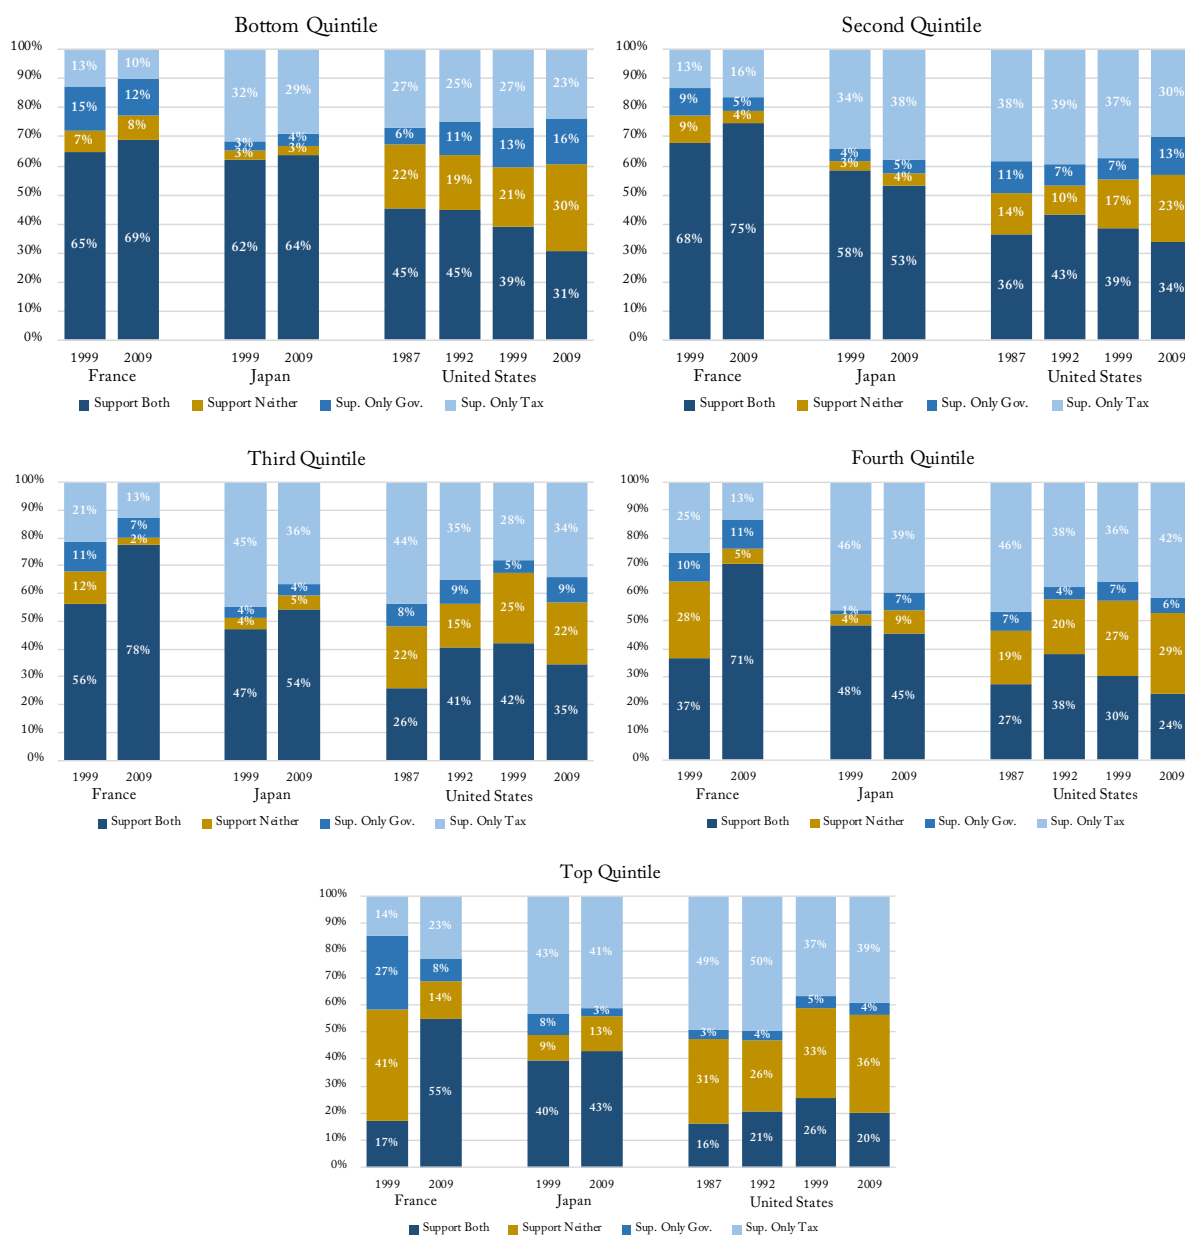 Bottom Quintile
100%
90%
80%
70%
60%
50%
40%
30%
20%
10%
0%
13% 10% 32% 29% 27% 25% 27% 23%
15% 12% 3% 4% 6% 11% 13% 16%
7% 8% 3% 3% 22% 19% 21% 30%
65% 69% 62% 64% 45% 45% 39% 31%
1999 2009 1999 2009 1987 1992 1999 2009
France Japan United States
Support Both Support Neither Sup. Only Gov. Sup. Only Tax
Second Quintile
100%
90%
80%
70%
60%
50%
40%
30%
20%
10%
0%
13% 16% 34% 38% 38% 39% 37% 30%
9% 5% 4% 5% 11% 7% 7% 13%
9% 4% 3% 4% 14% 10% 17% 23%
68% 75% 58% 53% 36% 43% 39% 34%
1999 2009 1999 2009 1987 1992 1999 2009
France Japan United States
Support Both Support Neither Sup. Only Gov. Sup. Only Tax
Third Quintile
100%
90%
80%
70%
60%
50%
40%
30%
20%
10%
0%
21% 13% 45% 36% 44% 35% 28% 34%
11% 7% 4% 4% 8% 9% 5% 9%
12% 2% 4% 5% 22% 15% 25% 22%
56% 78% 47% 54% 26% 41% 42% 35%
1999 2009 1999 2009 1987 1992 1999 2009
France Japan United States
Support Both Support Neither Sup. Only Gov. Sup. Only Tax
Fourth Quintile
100%
90%
80%
70%
60%
50%
40%
30%
20%
10%
0%
25% 13% 46% 39% 46% 38% 36% 42%
10% 11% 1% 7% 7% 4% 7% 6%
28% 5% 4% 9% 19% 20% 27% 29%
37% 71% 48% 45% 27% 38% 30% 24%
1999 2009 1999 2009 1987 1992 1999 2009
France Japan United States
Support Both Support Neither Sup. Only Gov. Sup. Only Tax
Top Quintile
100%
90%
80%
70%
60%
50%
40%
30%
20%
10%
0%
14% 23% 43% 41% 49% 50% 37% 39%
27% 8% 8% 3% 3% 4% 5% 4%
41% 14% 9% 13% 31% 26% 33% 36%
17% 55% 40% 43% 16% 21% 26% 20%
1999 2009 1999 2009 1987 1992 1999 2009
France Japan United States
Support Both Support Neither Sup. Only Gov. Sup. Only Tax